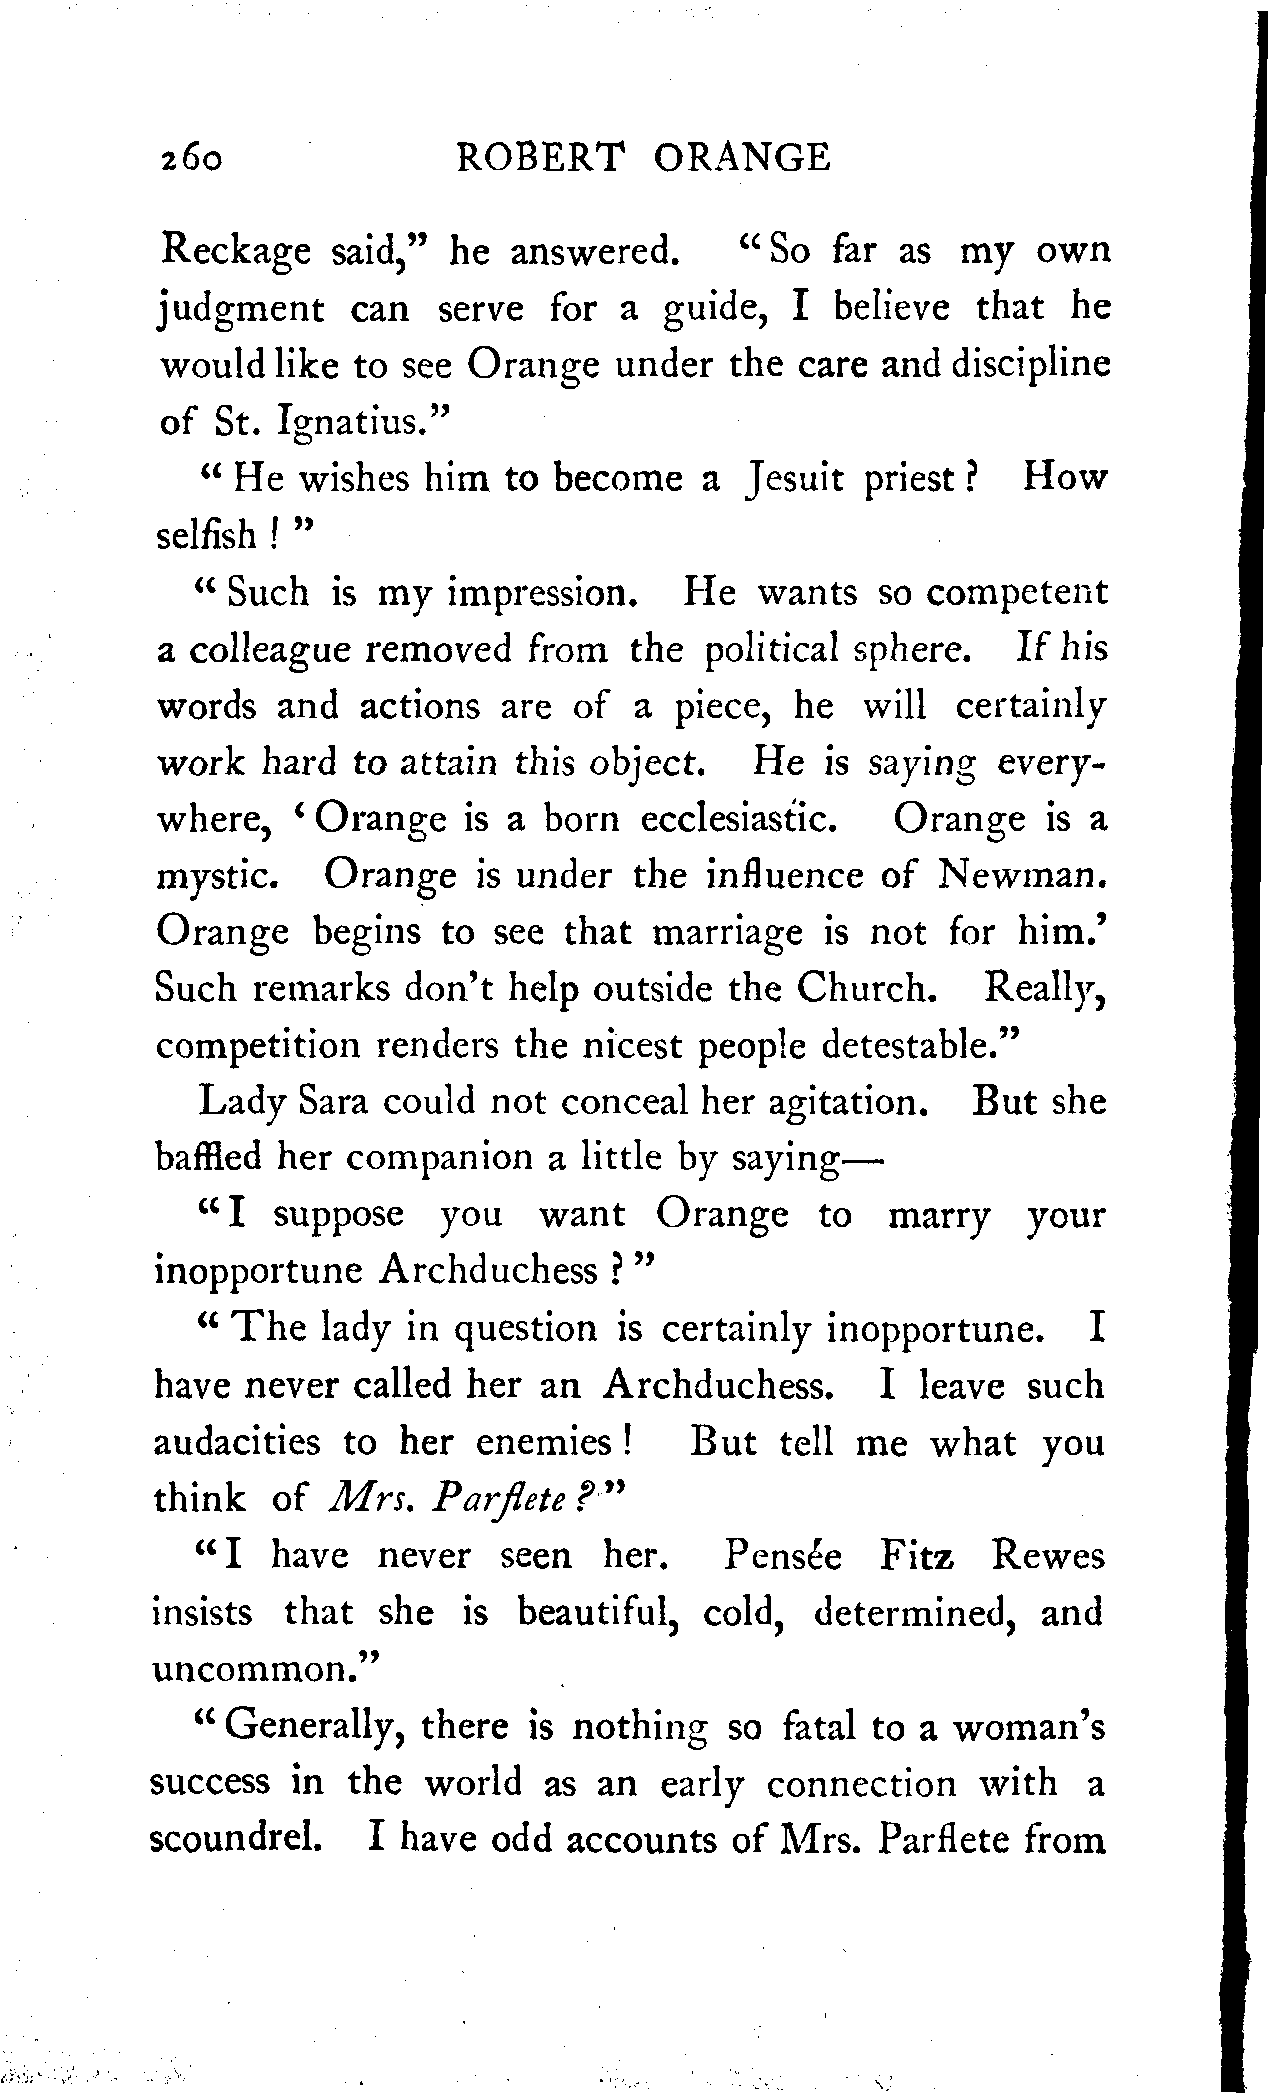 260 ROBERT ORANGE
Reckage said," he answered. "So far as my own
judgment can serve for a guide, I believe that he
would like to see Orange under the care and discipline
of St. Ignatius."
"He wishes him to become a Jesuit priest? How
selfish!"
"Such is my impression. He wants so competent
a colleague removed from the political sphere. If his
words and actions are of a piece, he will certainly
work hard to attain this object. He is saying every-
where, 'Orange is a born ecclesiastic. Orange is a
mystic. Orange is under the influence of Newman.
Orange begins to see that marriage is not for him.'
Such remarks don't help outside the Church. Really,
competition renders the nicest people detestable."
Lady Sara could not conceal her agitation. But she
baffled her companion a little by saying—
"I suppose you want Orange to marry your
inopportune Archduchess?"
"The lady in question is certainly inopportune. I
have never called her an Archduchess. I leave such
audacities to her enemies! But tell me what you
think of Mrs. Parflete?"
"I have never seen her. Pensée Fitz Rewes
insists that she is beautiful, cold, determined, and
uncommon."
"Generally, there is nothing so fatal to a woman's
success in the world as an early connection with a
scoundrel. I have odd accounts of Mrs. Parflete from